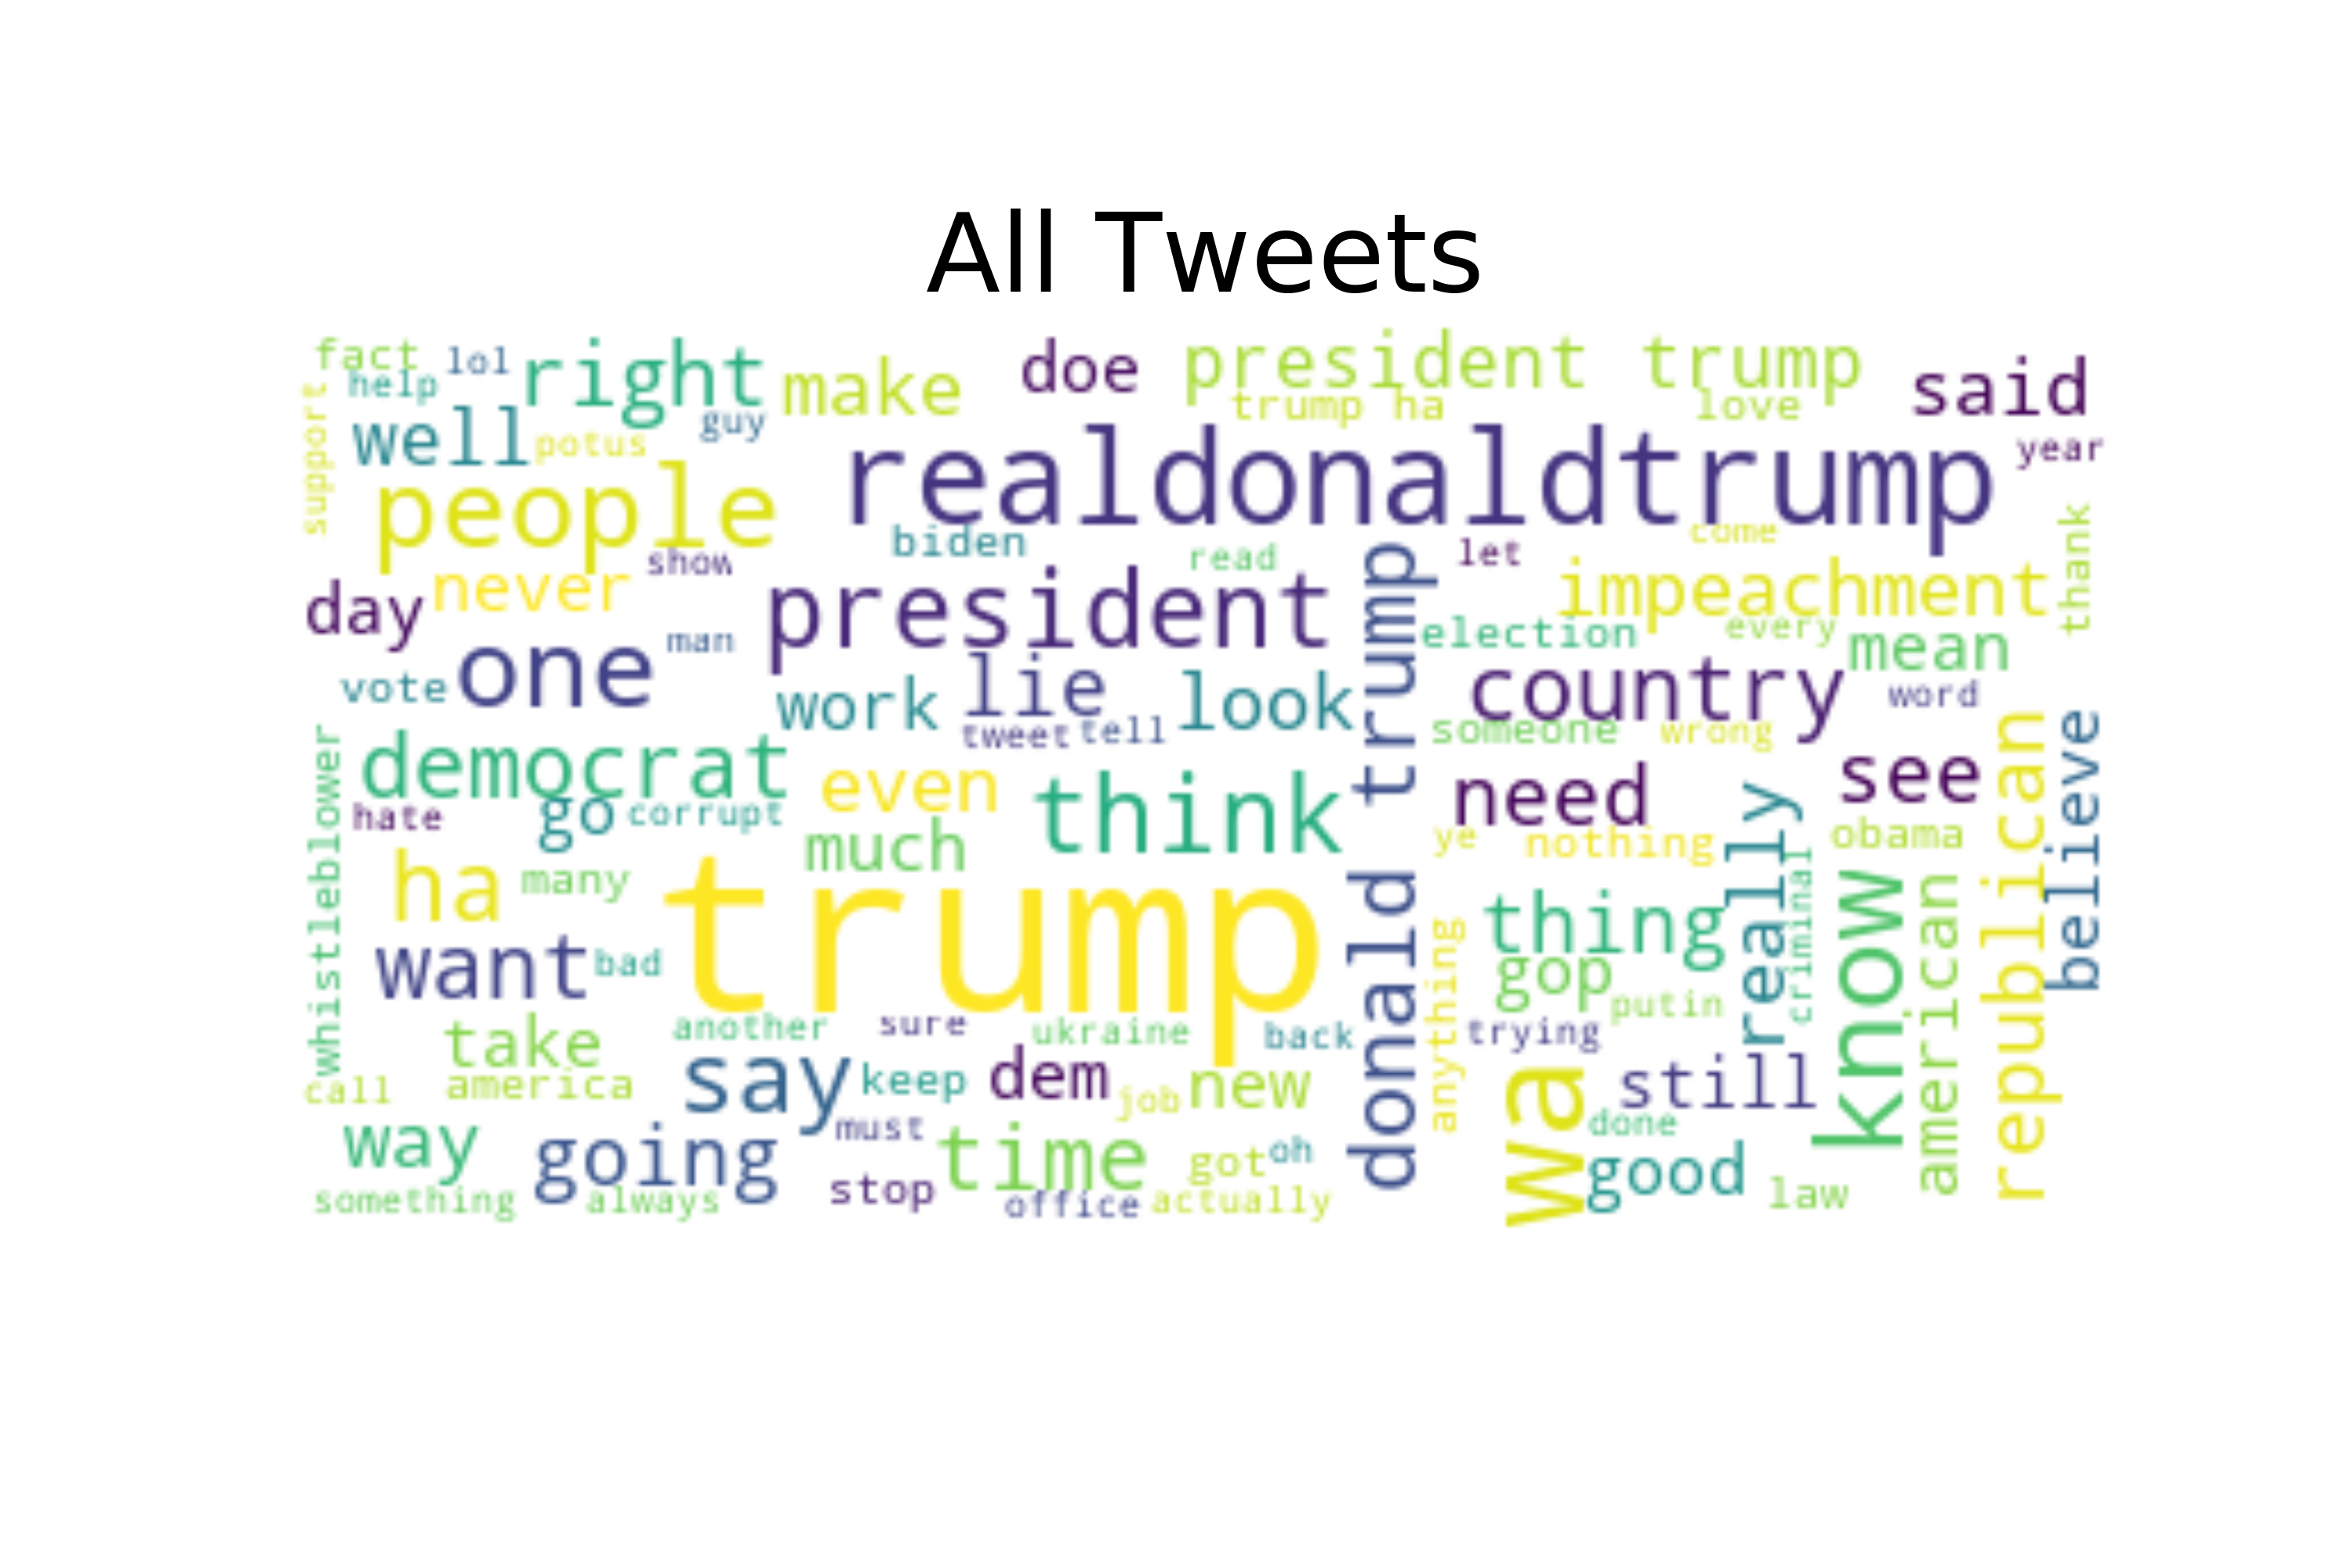 All Tweets
fact
lol
right
make
doe
president trump
said
help
support
well
potus
guy
trump ha
love
year
people
realdonaldtrump
biden
read
let
come
thank
show
never
day
president
donald trump
impeachment
election
every
mean
one
man
vote
work
lie
look
country
word
tweet
tell
someone
wrong
whistleblower
democrat
even
think
need
see
republican
believe
hate
go
corrupt
much
ye
nothing
really
obama
ha
many
trump
thing
criminal
know
american
want
bad
anything
gop
putin
take
another
sure
ukraine
back
trying
call
america
say
keep
dem
job
new
wa
still
done
way
going
must
time
got
oh
good
law
something
always
stop
office
actually